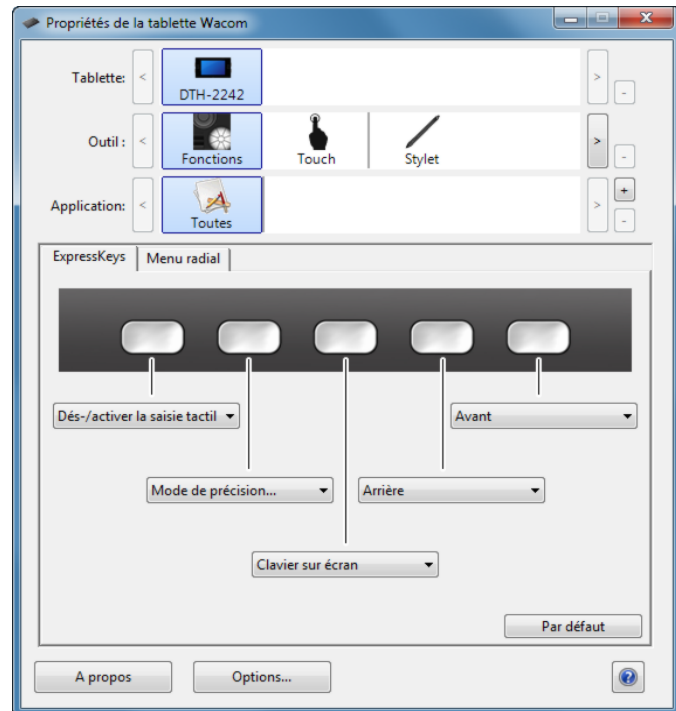 Propriétés de la tablette Wacom
Tablette: < DTH-2242 > -
Outil : < Fonctions Touch Stylet > -
Application: < Toutes > + -
ExpressKeys Menu radial
Dés-/activer la saisie tactil Avant
Mode de précision... Arrière
Clavier sur écran
Par défaut
A propos Options... ?